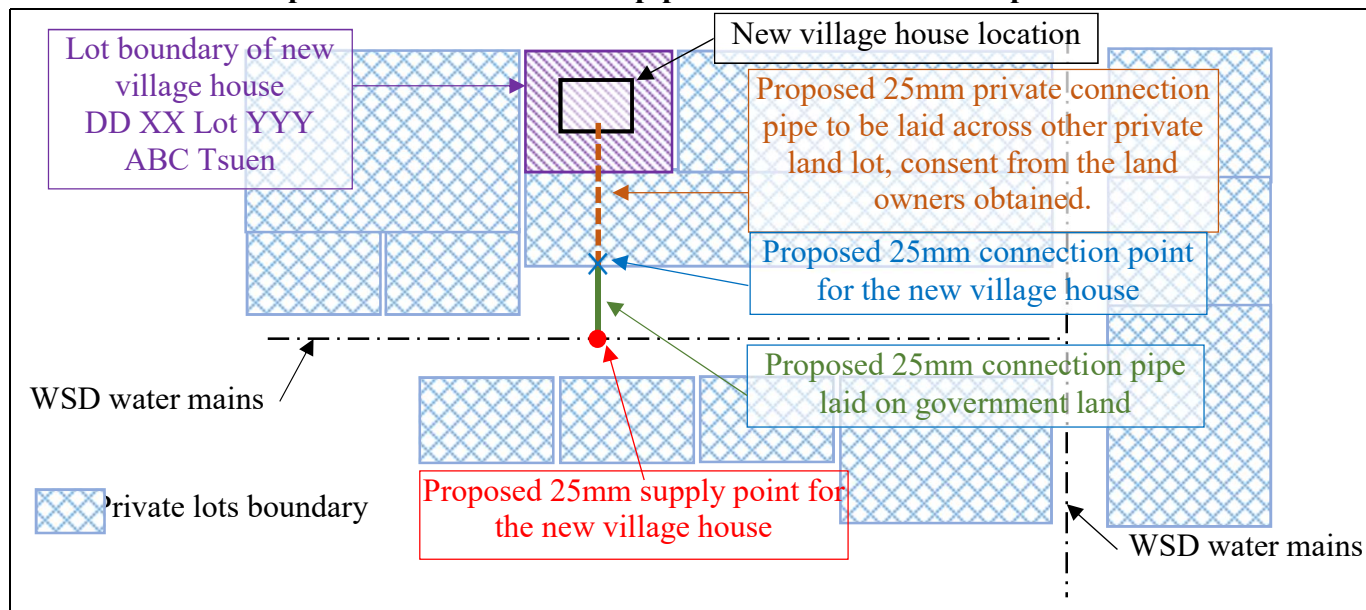 New village house location
Lot boundary of new
village house
DD XX Lot YYY
ABC Tsuen
Proposed 25mm private connection
pipe to be laid across other private
land lot, consent from the land
owners obtained.
Proposed 25mm connection point
for the new village house
Proposed 25mm connection pipe
laid on government land
WSD water mains
Proposed 25mm supply point for
the new village house
Private lots boundary
WSD water mains